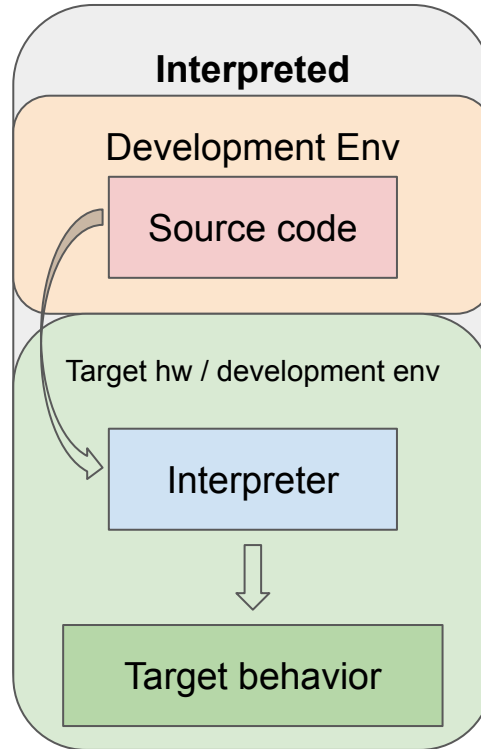 Interpreted
Development Env
Source code
Target hw / development env
Interpreter
Target behavior